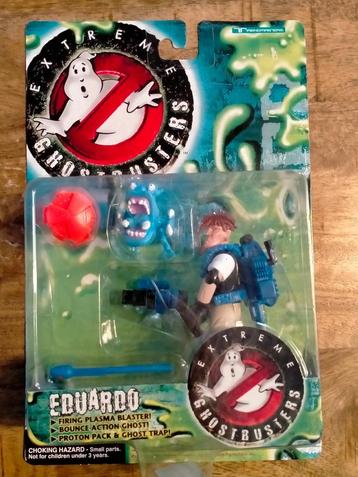 TRENDMASTERS
EXTREME
GHOSTBUSTERS
EXTREME
GHOSTBUSTERS
EDUARDO
FIRING PLASMA BLASTER!
BOUNCE-ACTION GHOST!
PROTON PACK & GHOST TRAP!
CHOKING HAZARD - Small parts.
Not for children under 3 years.